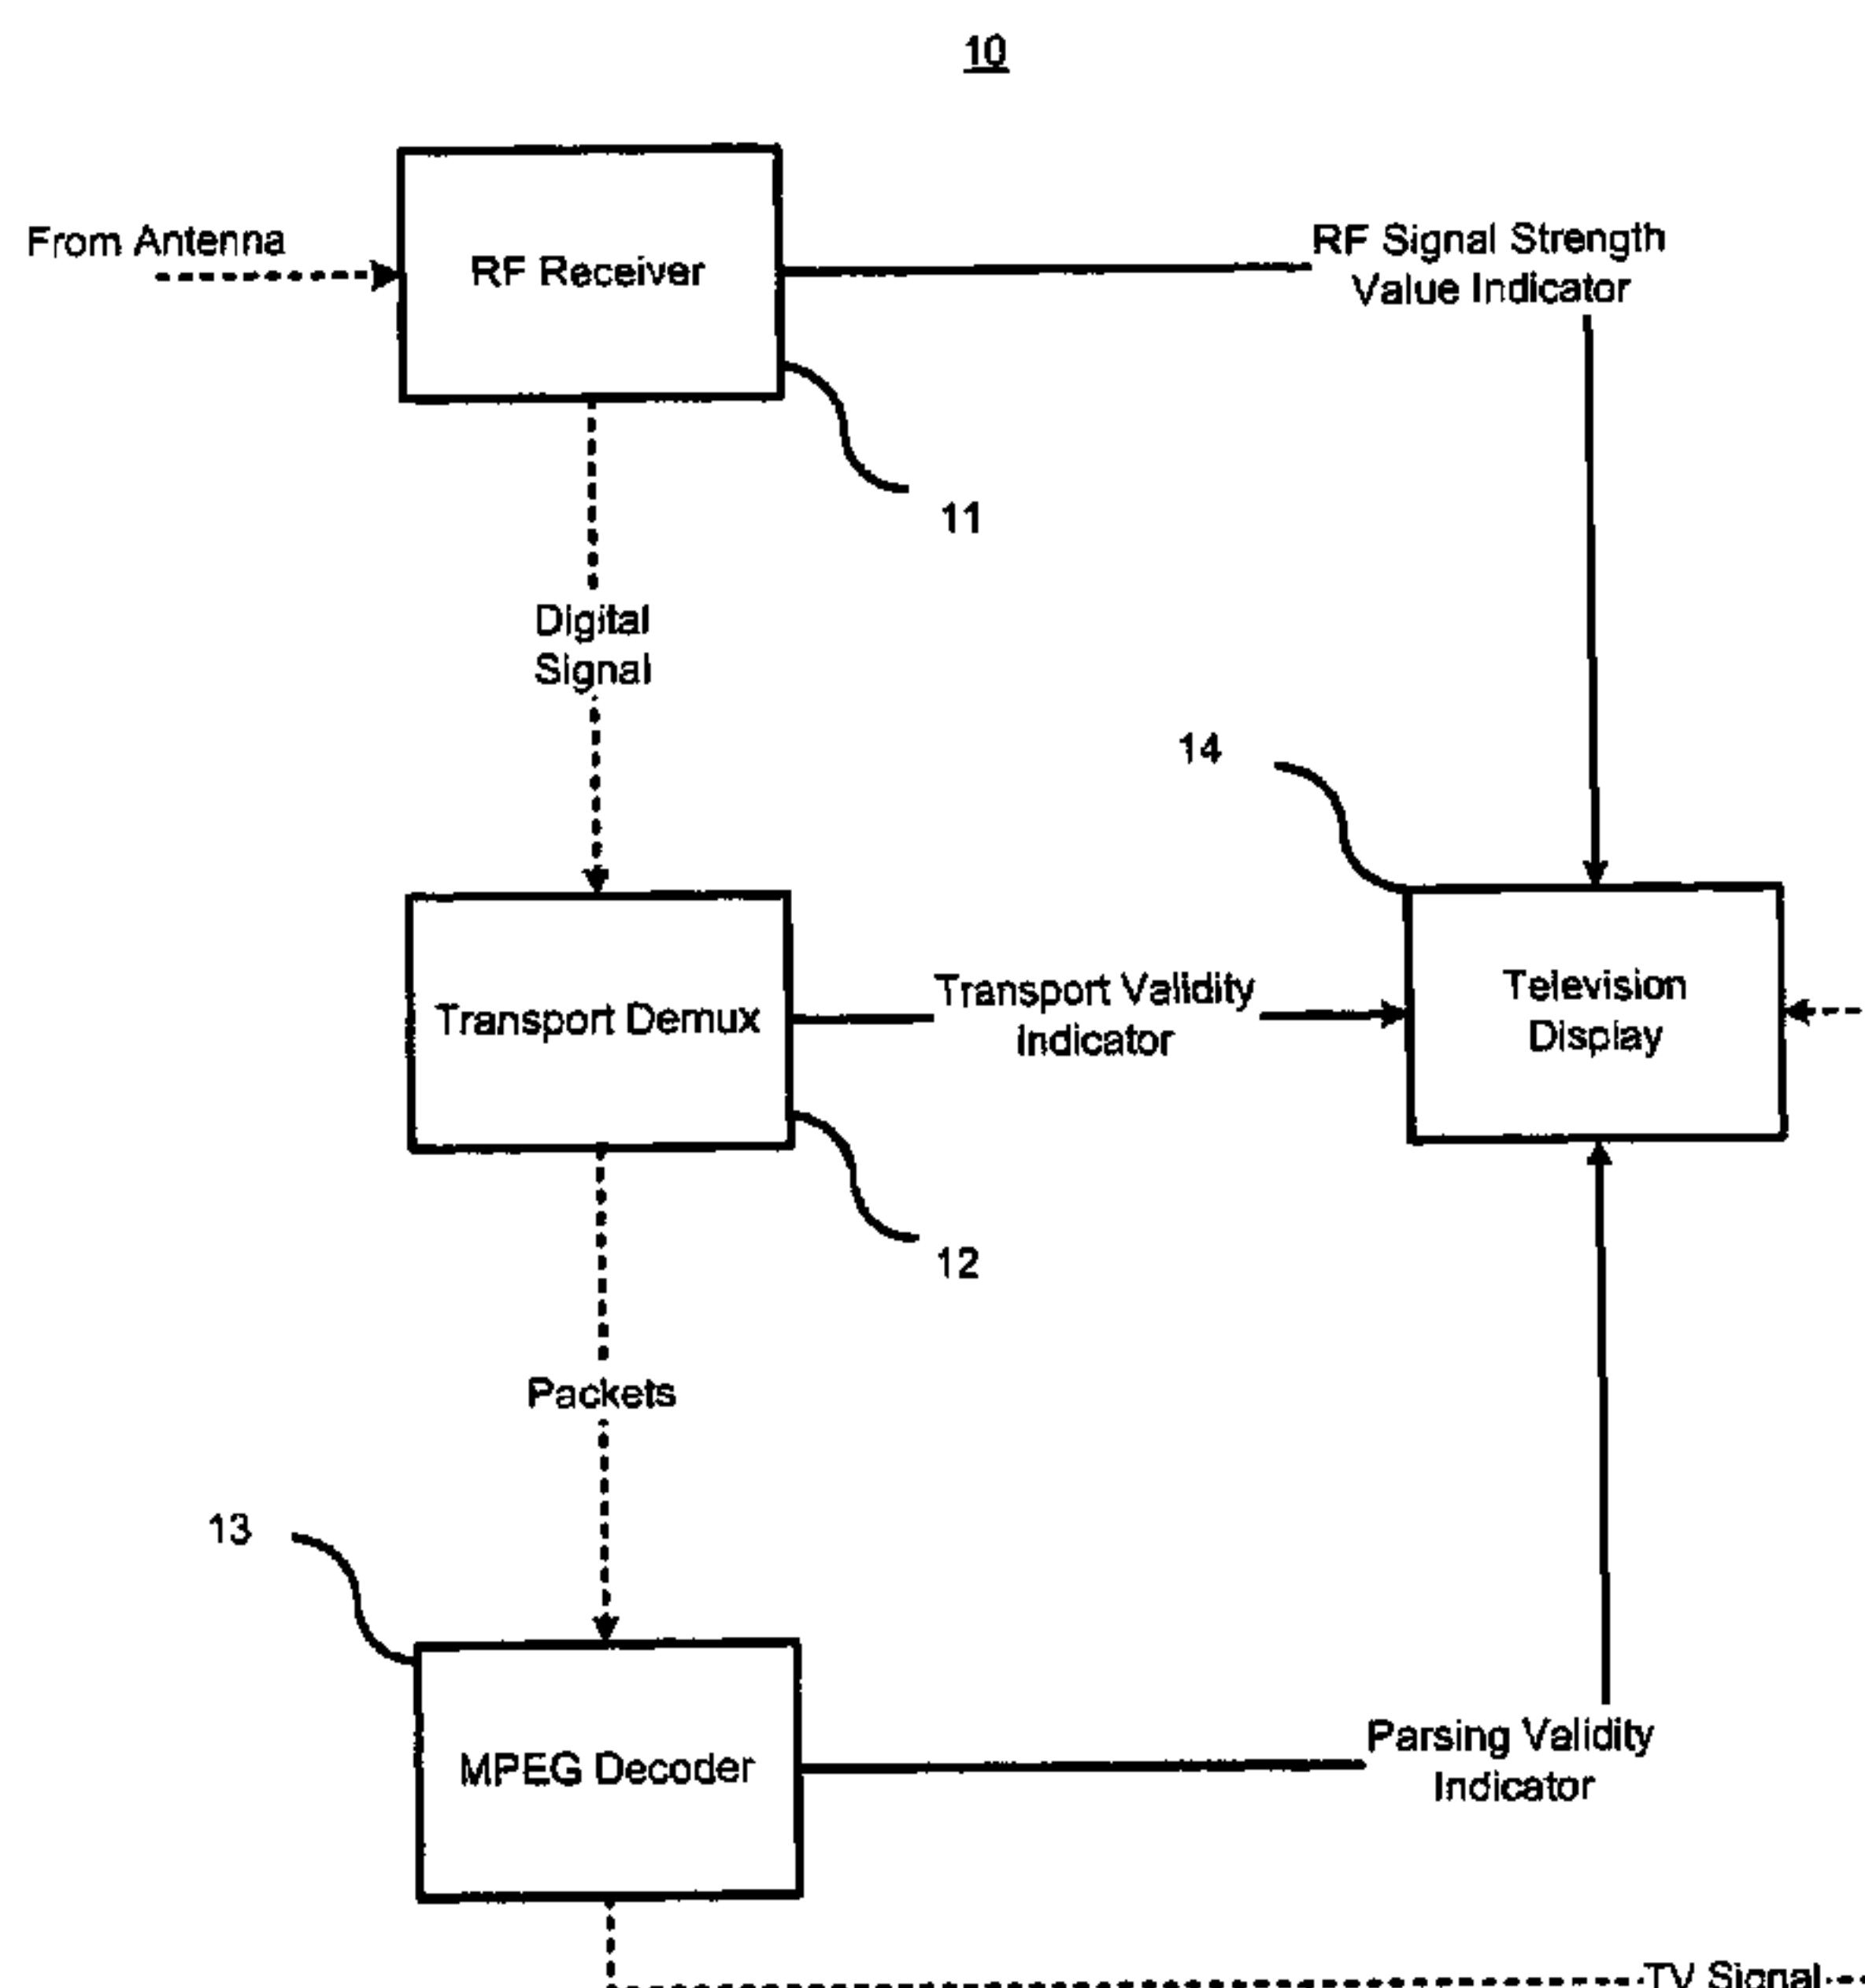 10
From Antenna
RF Receiver
RF Signal Strength
Value Indicator
11
Digital
Signal
14
Transport Demux
Transport Validity
Indicator
Television
Display
12
Packets
13
MPEG Decoder
Parsing Validity
Indicator
TV Signal